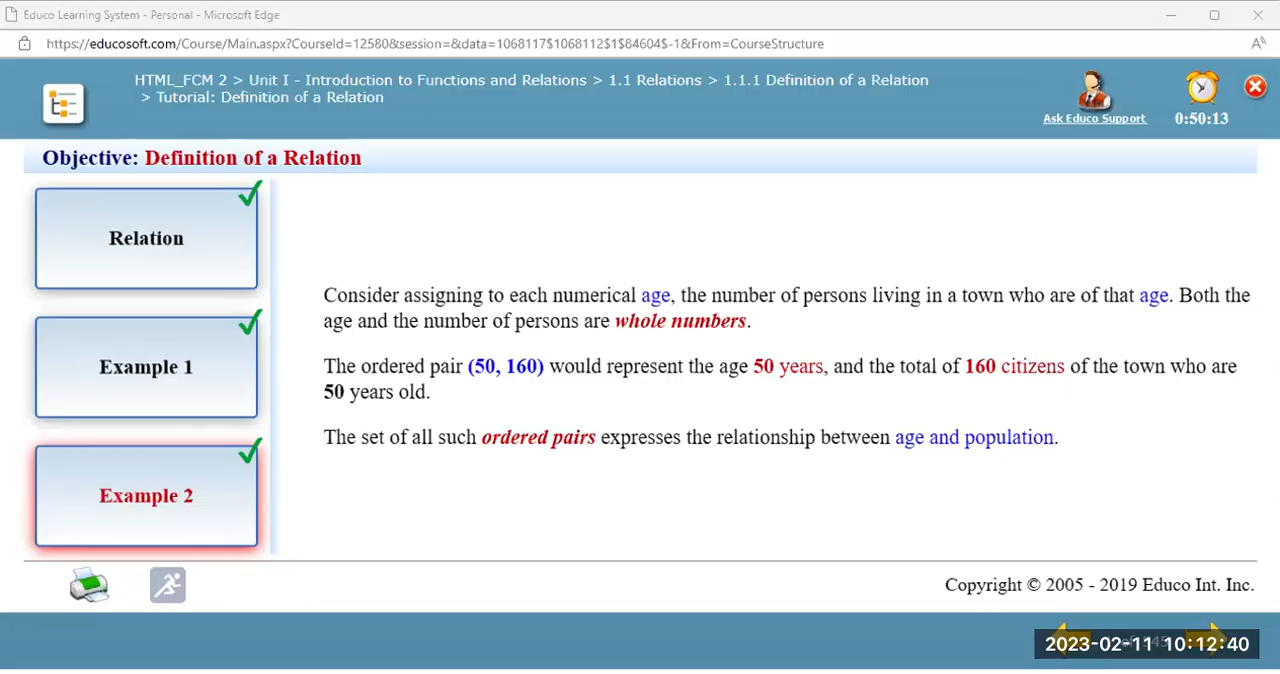 Educo Learning System - Personal - Microsoft Edge
https://educosoft.com/Course/Main.aspx?CourseId=12580&session=&data=1068117$1068112$1$84604$-1&From=CourseStructure
HTML_FCM 2 > Unit I - Introduction to Functions and Relations > 1.1 Relations > 1.1.1 Definition of a Relation
> Tutorial: Definition of a Relation
Ask Educo Support
0:50:13
Objective: Definition of a Relation
Relation
Example 1
Example 2
Consider assigning to each numerical age, the number of persons living in a town who are of that age. Both the
age and the number of persons are whole numbers.
The ordered pair (50, 160) would represent the age 50 years, and the total of 160 citizens of the town who are
50 years old.
The set of all such ordered pairs expresses the relationship between age and population.
Copyright © 2005 - 2019 Educo Int. Inc.
2023-02-11 10:12:40